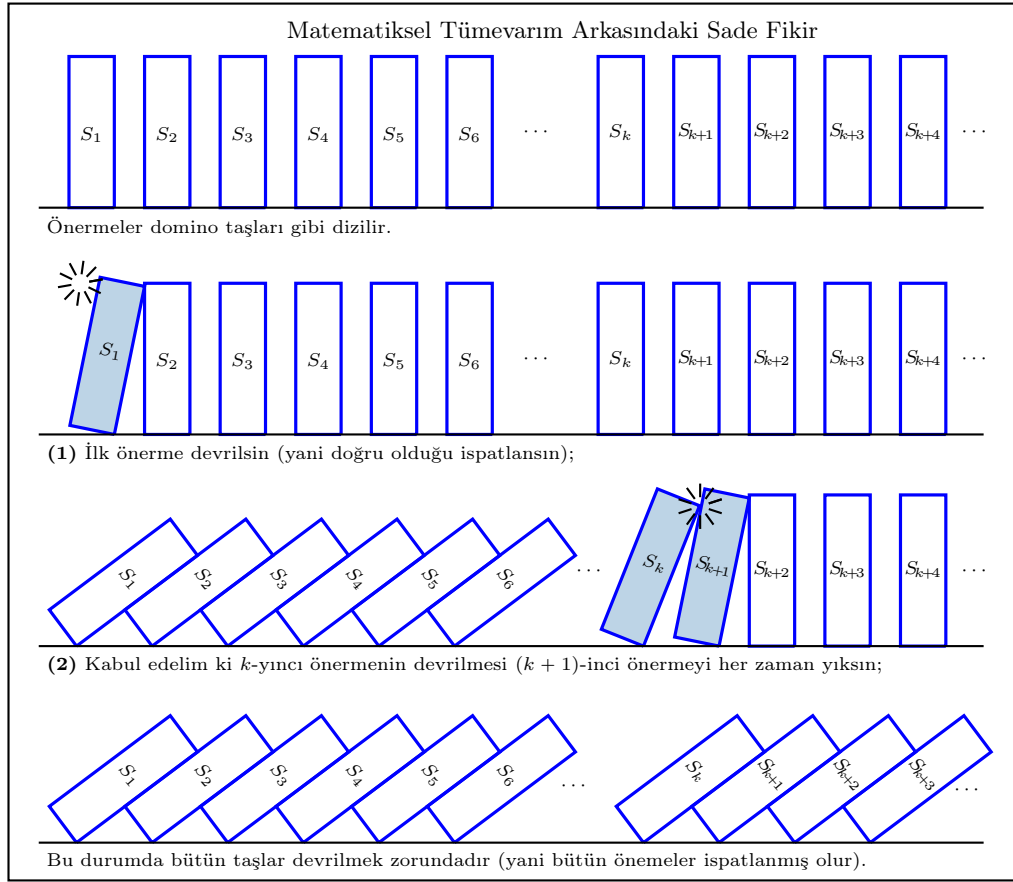 Matematiksel Tümevarım Arkasındaki Sade Fikir
S₁ S₂ S₃ S₄ S₅ S₆ ... Sₖ Sₖ₊₁ Sₖ₊₂ Sₖ₊₃ Sₖ₊₄ ...
Önermeler domino taşları gibi dizilir.
S₁ S₂ S₃ S₄ S₅ S₆ ... Sₖ Sₖ₊₁ Sₖ₊₂ Sₖ₊₃ Sₖ₊₄ ...
(1) İlk önerme devrilsin (yani doğru olduğu ispatlansın);
S₁ S₂ S₃ S₄ S₅ S₆ ... Sₖ Sₖ₊₁ Sₖ₊₂ Sₖ₊₃ Sₖ₊₄ ...
(2) Kabul edelim ki k-yıncı önermenin devrilmesi (k + 1)-inci önermeyi her zaman yıksın;
S₁ S₂ S₃ S₄ S₅ S₆ ... Sₖ Sₖ₊₁ Sₖ₊₂ Sₖ₊₃ ...
Bu durumda bütün taşlar devrilmek zorundadır (yani bütün önemeler ispatlanmış olur).